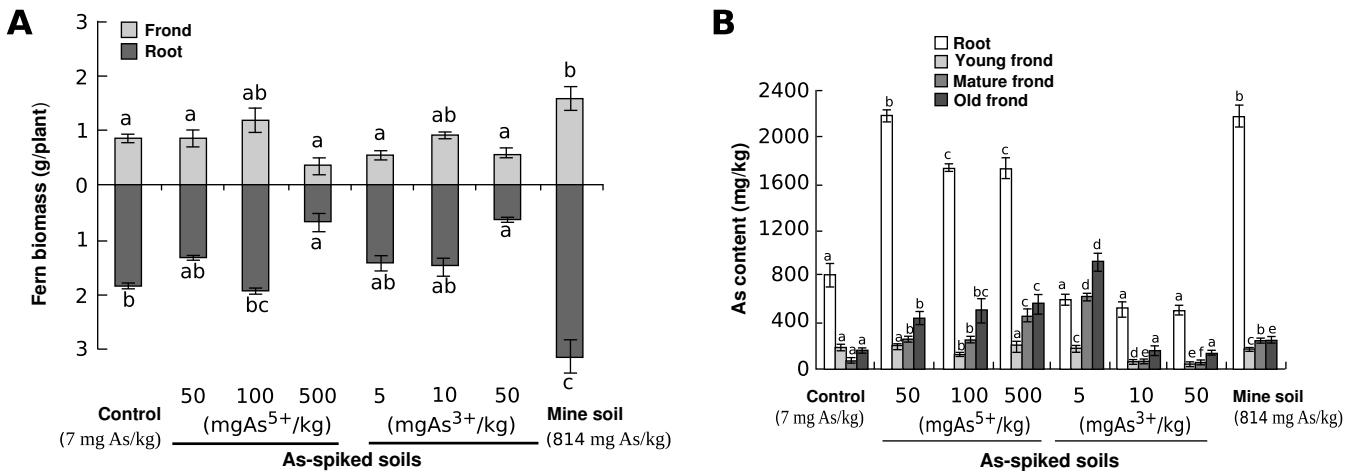 A
Frond
Root
Fern biomass (g/plant)
3
2
1
0
1
2
3
a
a
ab
a
a
ab
a
b
b
ab
bc
a
ab
ab
a
c
50 100 500 5 10 50
Control
(7 mg As/kg)
(mgAs5+/kg)
(mgAs3+/kg)
Mine soil
(814 mg As/kg)
As-spiked soils
B
Root
Young frond
Mature frond
Old frond
As content (mg/kg)
2400
2000
1600
1200
800
400
0
a
a
a
a
b
a
b
b
c
b
b
bc
c
a
c
c
a
c
d
d
a
d
e
a
a
e
f
a
b
c
b
e
50 100 500 5 10 50
Control
(7 mg As/kg)
(mgAs5+/kg)
(mgAs3+/kg)
Mine soil
(814 mg As/kg)
As-spiked soils